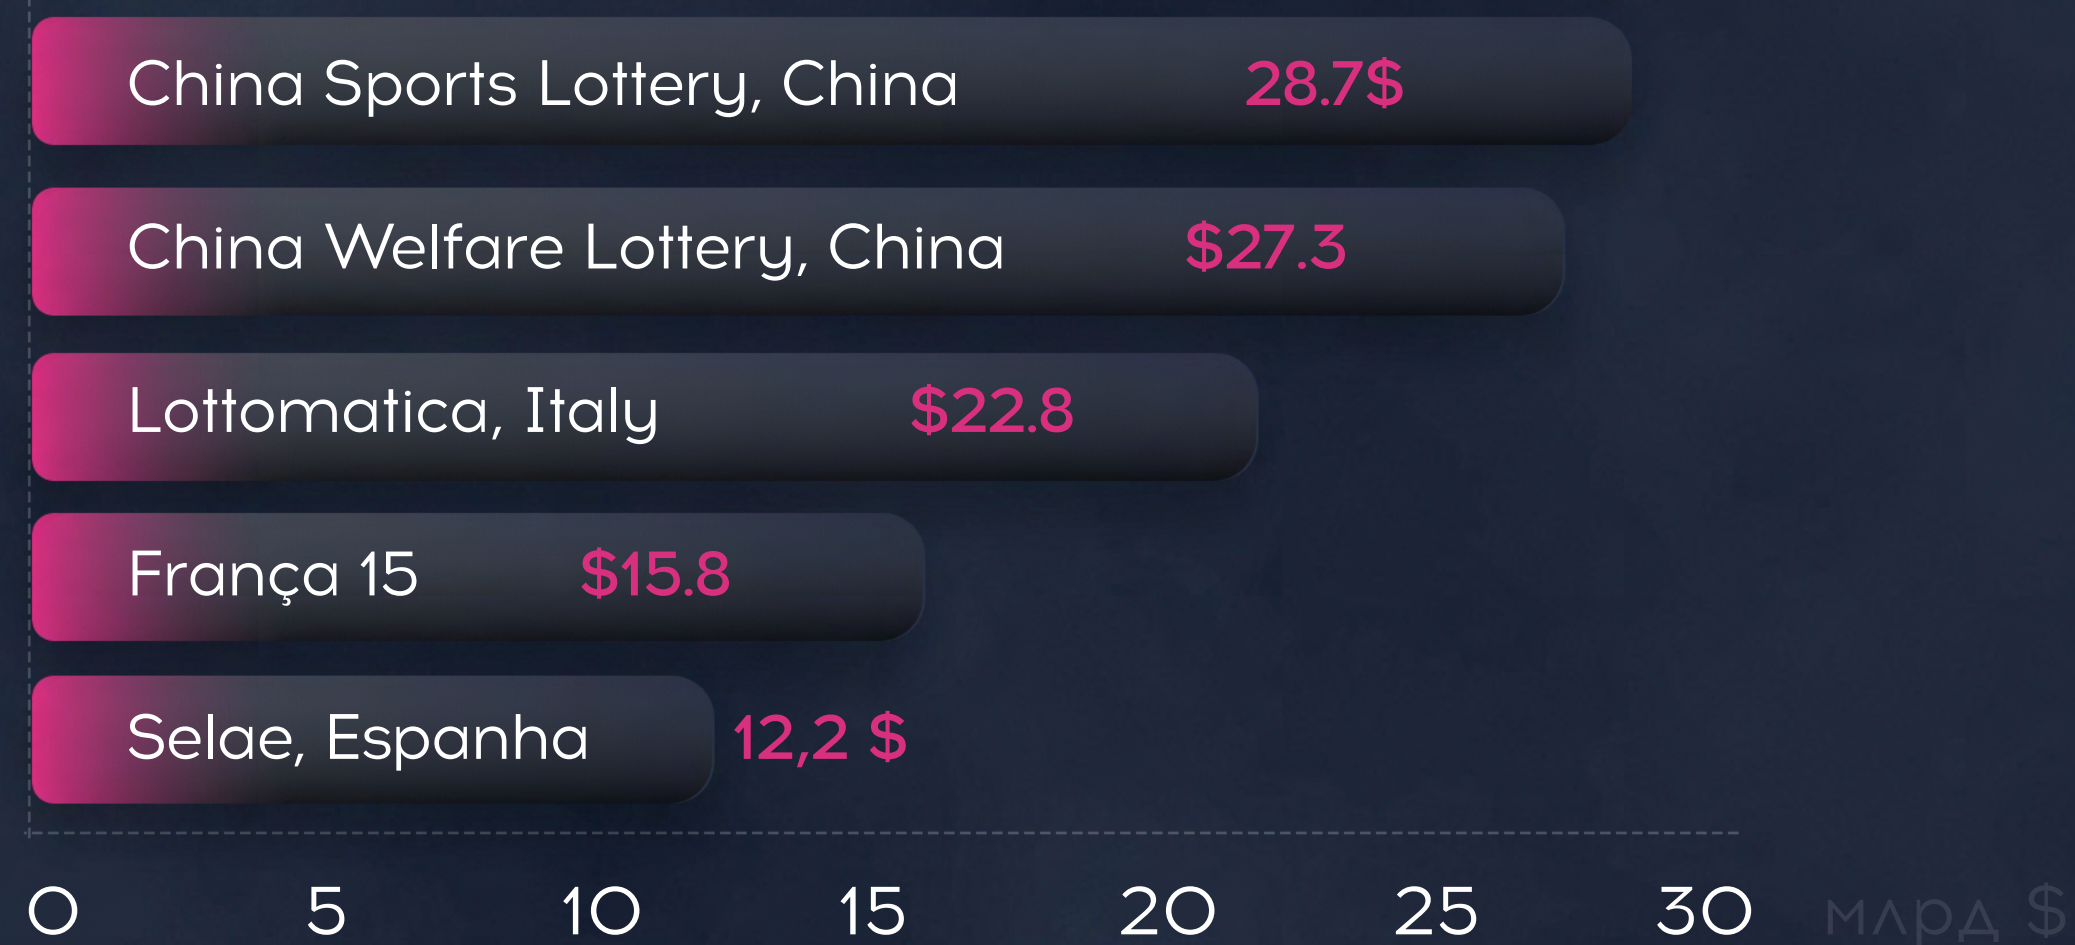 China Sports Lottery, China 28.7$
China Welfare Lottery, China $27.3
Lottomatica, Italy $22.8
França 15 $15.8
Selae, Espanha 12,2 $
0 5 10 15 20 25 30 млрд $